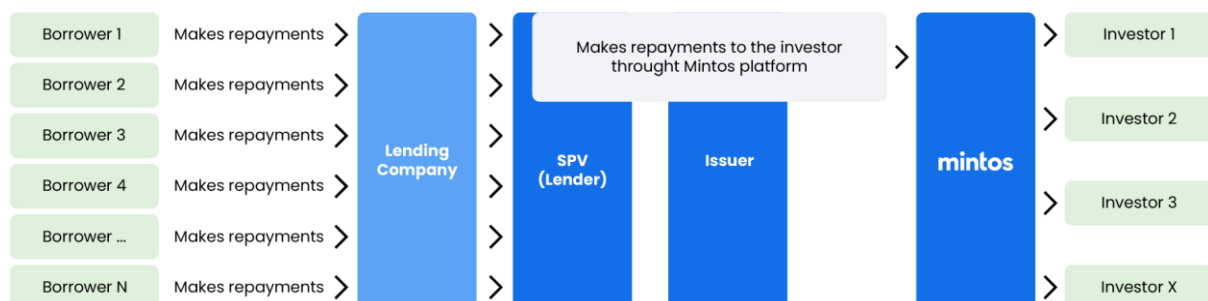 Borrower 1
Makes repayments
Borrower 2
Makes repayments
Borrower 3
Makes repayments
Borrower 4
Makes repayments
Borrower ...
Makes repayments
Borrower N
Makes repayments
Lending
Company
SPV
(Lender)
Issuer
Makes repayments to the investor
throught Mintos platform
mintos
Investor 1
Investor 2
Investor 3
Investor X